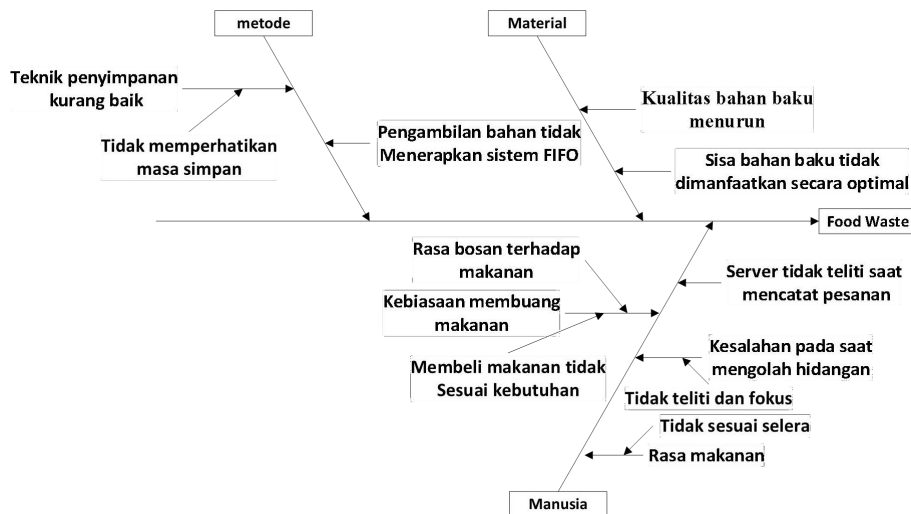 metode
Material
Teknik penyimpanan
kurang baik
Tidak memperhatikan
masa simpan
Pengambilan bahan tidak
Menerapkan sistem FIFO
Kualitas bahan baku
menurun
Sisa bahan baku tidak
dimanfaatkan secara optimal
Food Waste
Rasa bosan terhadap
makanan
Kebiasaan membuang
makanan
Membeli makanan tidak
Sesuai kebutuhan
Server tidak teliti saat
mencatat pesanan
Kesalahan pada saat
mengolah hidangan
Tidak teliti dan fokus
Tidak sesuai selera
Rasa makanan
Manusia